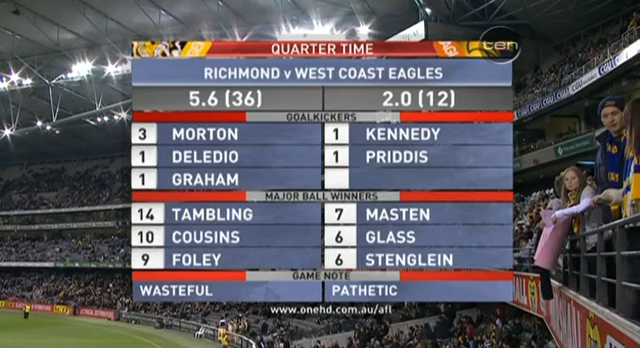 ten
QUARTER TIME
RICHMOND v WEST COAST EAGLES
5.6 (36) 2.0 (12)
GOALKICKERS
3 MORTON 1 KENNEDY
1 DELEDIO 1 PRIDDIS
1 GRAHAM
MAJOR BALL WINNERS
14 TAMBLING 7 MASTEN
10 COUSINS 6 GLASS
9 FOLEY 6 STENGLEIN
GAME NOTE
WASTEFUL PATHETIC
www.onehd.com.au/afl